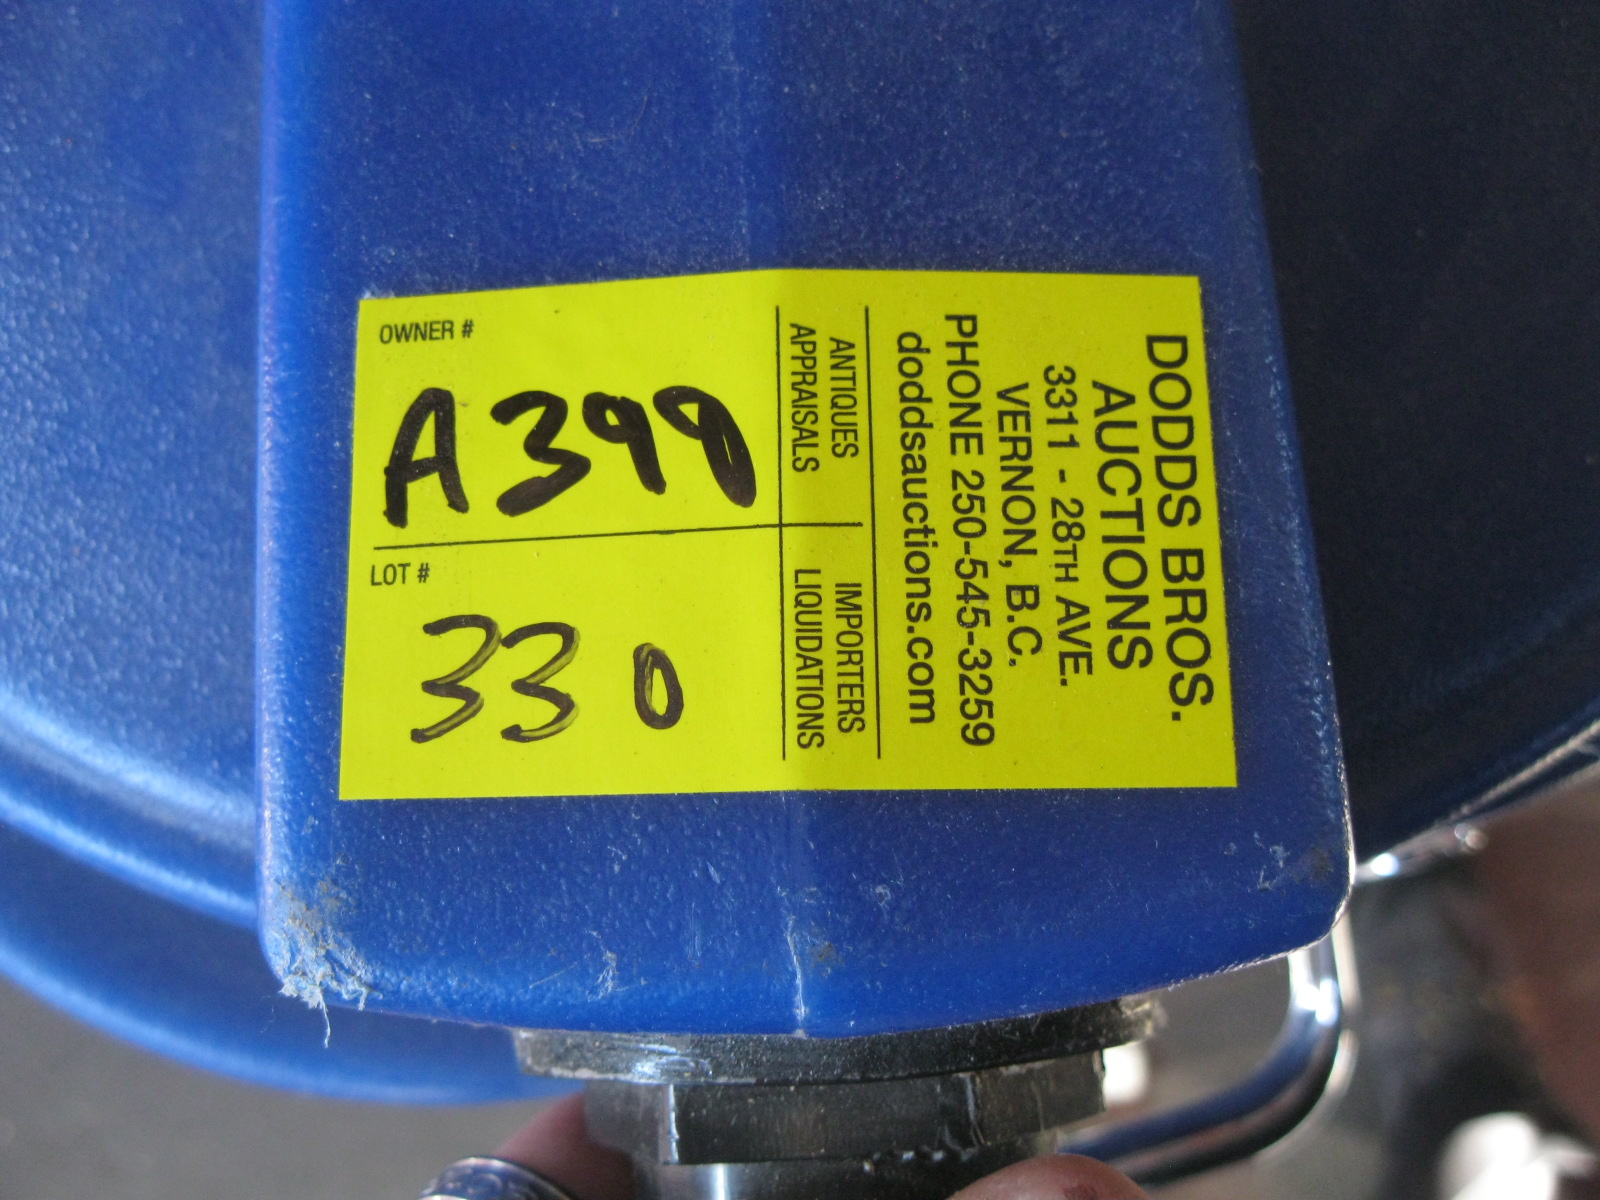 OWNER #
A399
LOT #
330
ANTIQUES
APPRAISALS
IMPORTERS
LIQUIDATIONS
DODDS BROS.
AUCTIONS
3311 - 28TH AVE.
VERNON, B.C.
PHONE 250-545-3259
doddsauctions.com